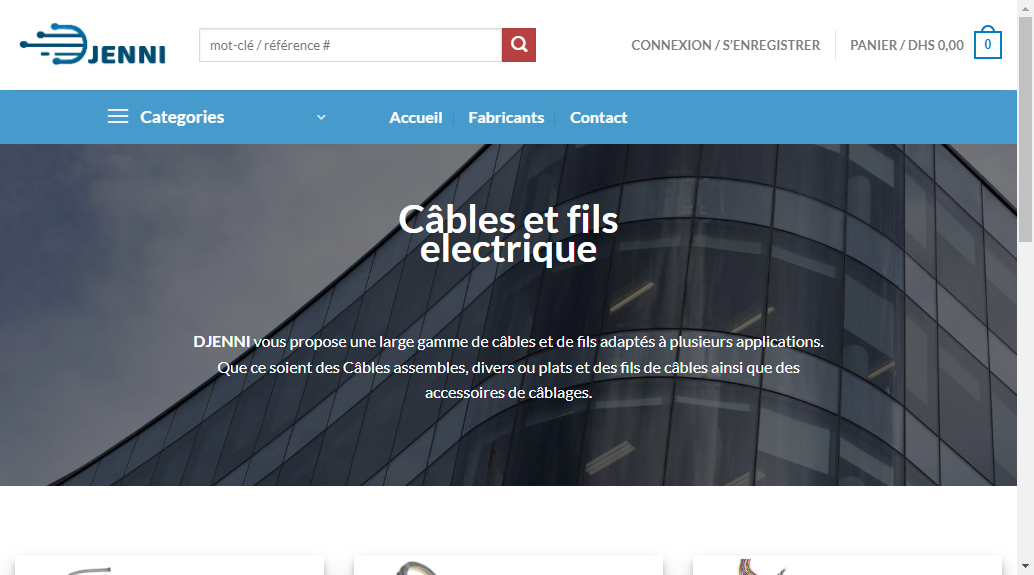 DJENNI
mot-clé / référence #
CONNEXION / S'ENREGISTRER
PANIER / DHS 0,00
0
Categories
Accueil
Fabricants
Contact
Câbles et fils
electrique
DJENNI vous propose une large gamme de câbles et de fils adaptés à plusieurs applications.
Que ce soient des Câbles assembles, divers ou plats et des fils de câbles ainsi que des
accessoires de câblages.